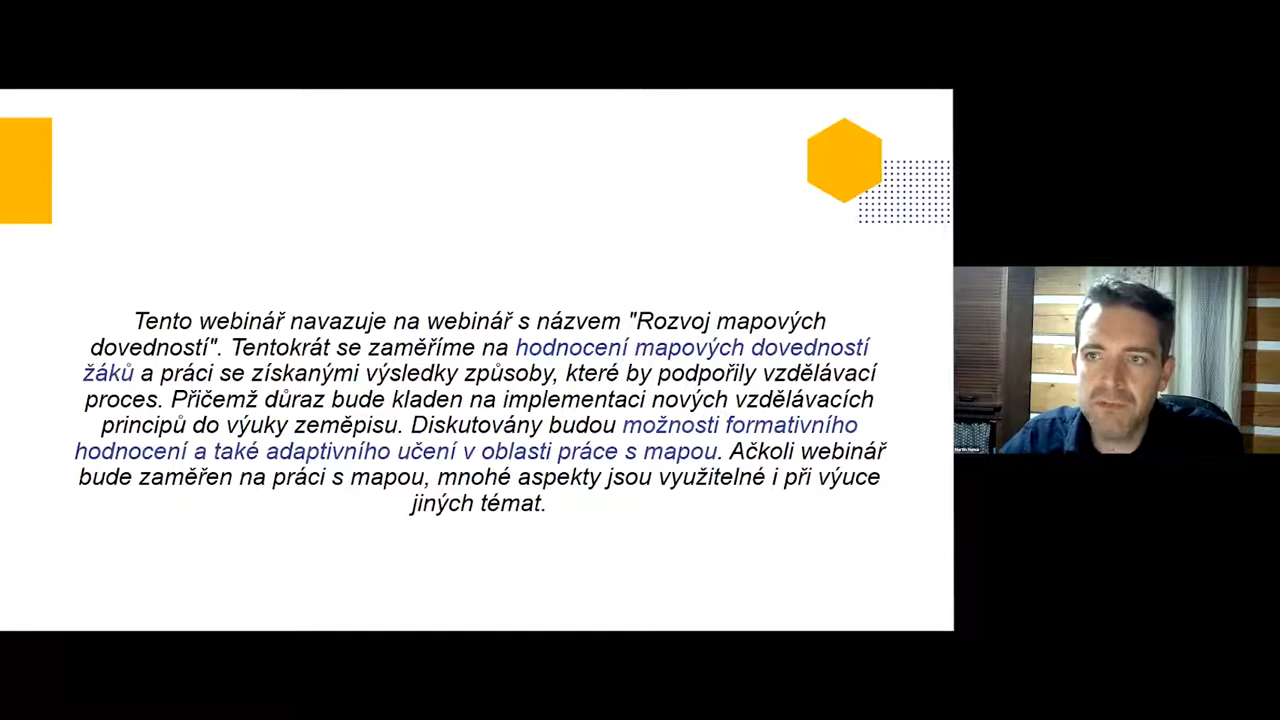 Tento webinář navazuje na webinář s názvem "Rozvoj mapových
dovedností". Tentokrát se zaměříme na hodnocení mapových dovedností
žáků a práci se získanými výsledky způsoby, které by podpořily vzdělávací
proces. Přičemž důraz bude kladen na implementaci nových vzdělávacích
principů do výuky zeměpisu. Diskutovány budou možnosti formativního
hodnocení a také adaptivního učení v oblasti práce s mapou. Ačkoli webinář
bude zaměřen na práci s mapou, mnohé aspekty jsou využitelné i při výuce
jiných témat.